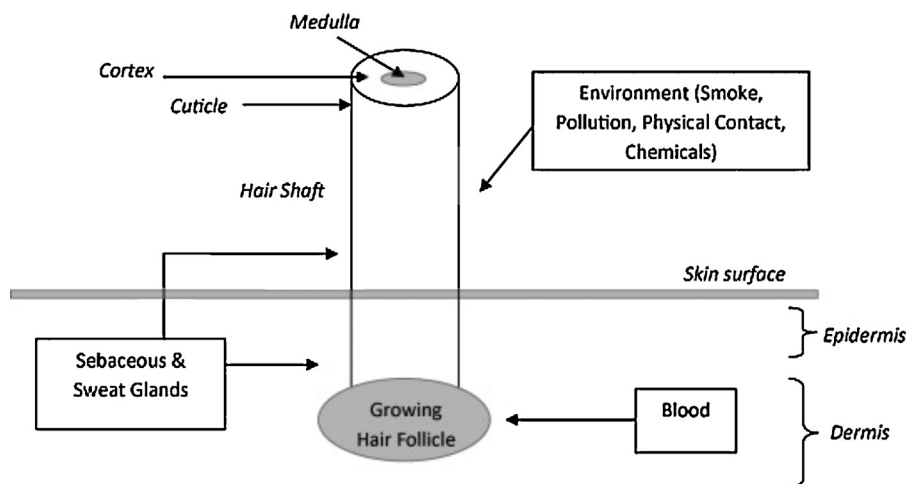 Medulla
Cortex
Cuticle
Environment (Smoke,
Pollution, Physical Contact,
Chemicals)
Hair Shaft
Skin surface
Epidermis
Sebaceous &
Sweat Glands
Growing
Hair Follicle
Blood
Dermis